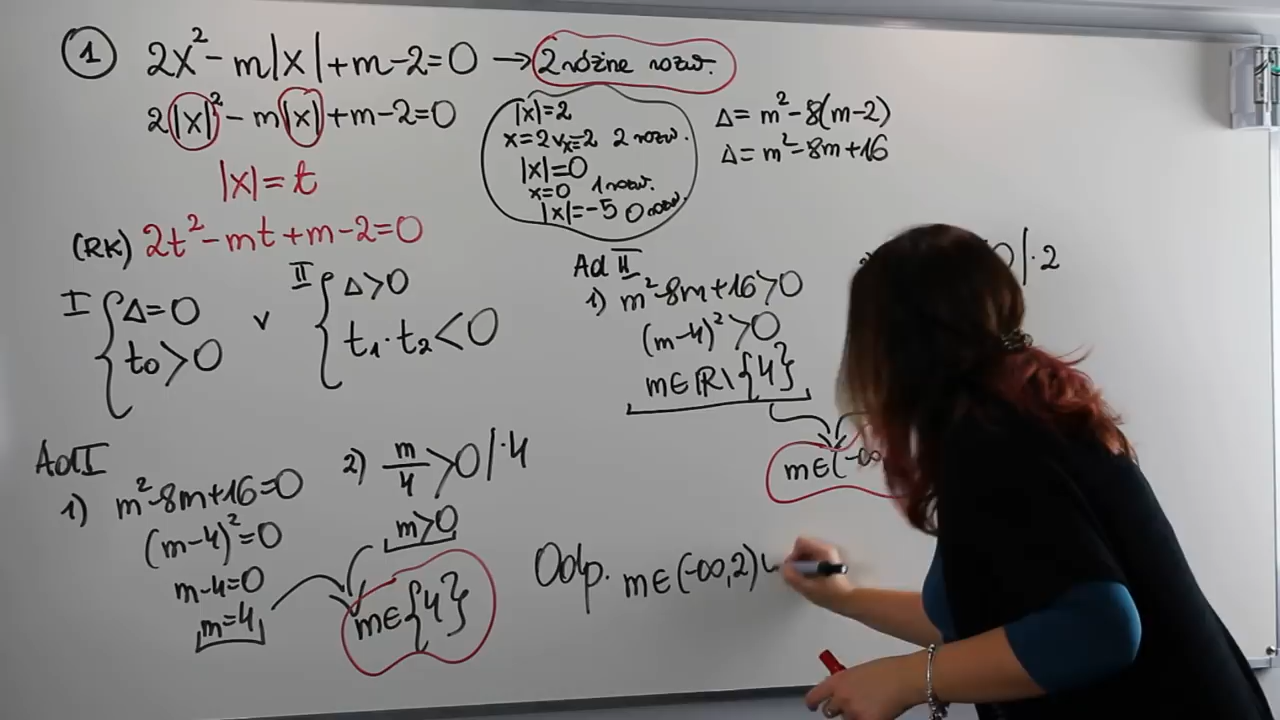 ① 2x² - m|x| + m - 2 = 0 → 2 różne rozw.
2|x|² - m|x| + m - 2 = 0
|x| = t
(RK) 2t² - mt + m - 2 = 0
|x| = 2
x = 2 v x = -2 2 rozw.
|x| = 0
x = 0 1 rozw.
|x| = -5 0 rozw.
Δ = m² - 8(m - 2)
Δ = m² - 8m + 16
I { Δ = 0
t₀ > 0
v
II { Δ > 0
t₁ · t₂ < 0
Ad I
1) m² - 8m + 16 = 0
(m - 4)² = 0
m - 4 = 0
m = 4
2) m/4 > 0 | · 4
m > 0
m ∈ {4}
Ad II
1) m² - 8m + 16 > 0
(m - 4)² > 0
m ∈ ℝ \ {4}
0 | · 2
m ∈ (-∞
Odp. m ∈ (-∞, 2) ∪